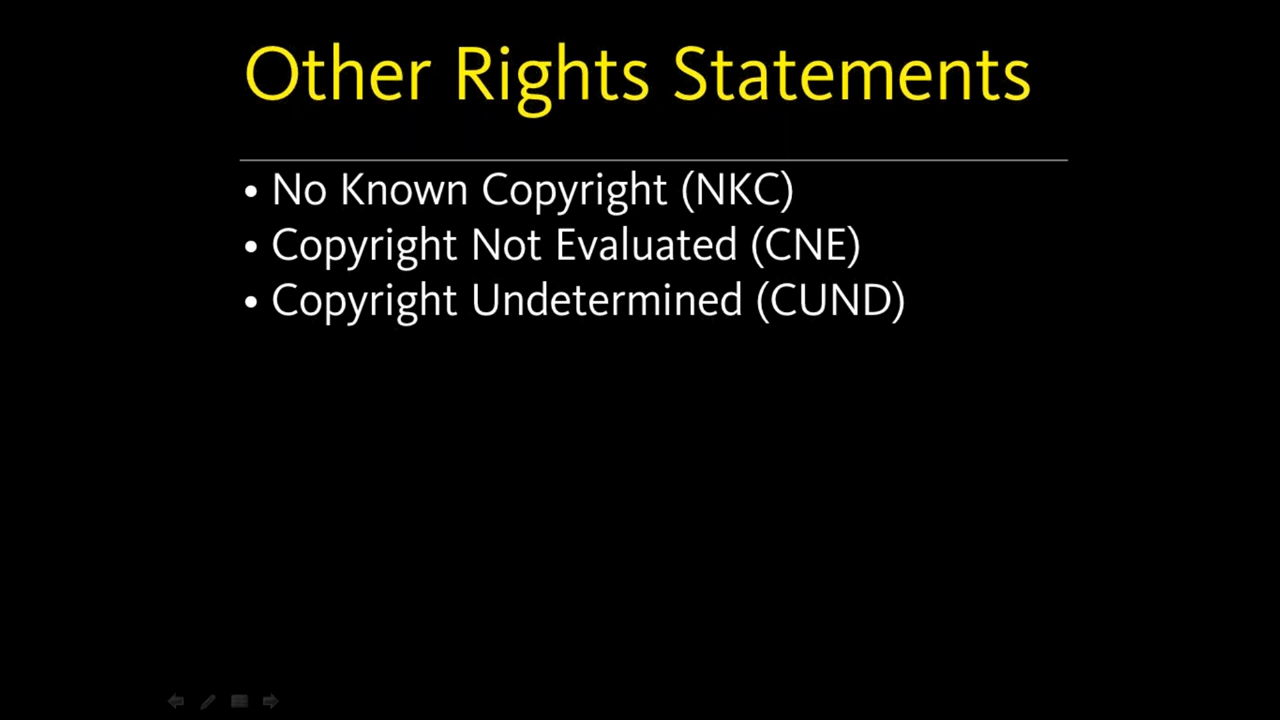 Other Rights Statements
• No Known Copyright (NKC)
• Copyright Not Evaluated (CNE)
• Copyright Undetermined (CUND)